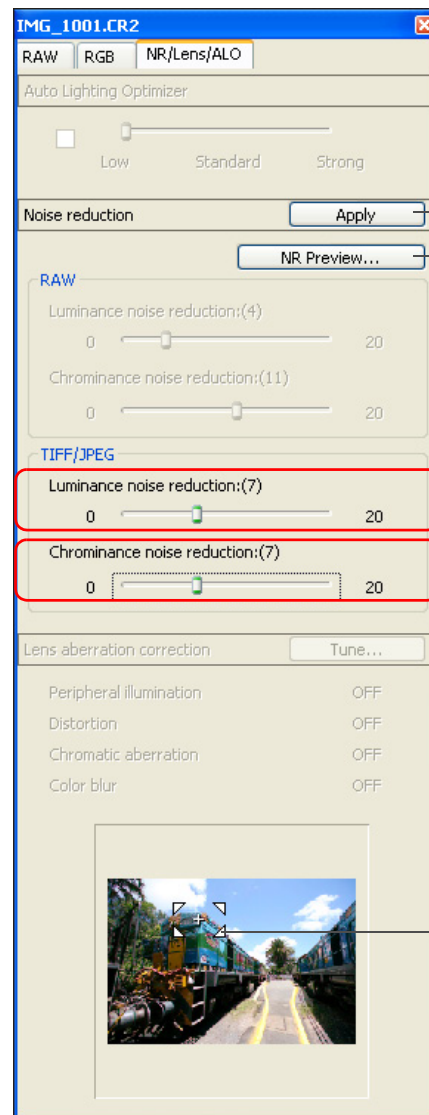 IMG_1001.CR2
RAW RGB NR/Lens/ALO
Auto Lighting Optimizer
Low Standard Strong
Noise reduction Apply
NR Preview...
RAW
Luminance noise reduction:(4)
0 20
Chrominance noise reduction:(11)
0 20
TIFF/JPEG
Luminance noise reduction:(7)
0 20
Chrominance noise reduction:(7)
0 20
Lens aberration correction Tune...
Peripheral illumination OFF
Distortion OFF
Chromatic aberration OFF
Color blur OFF